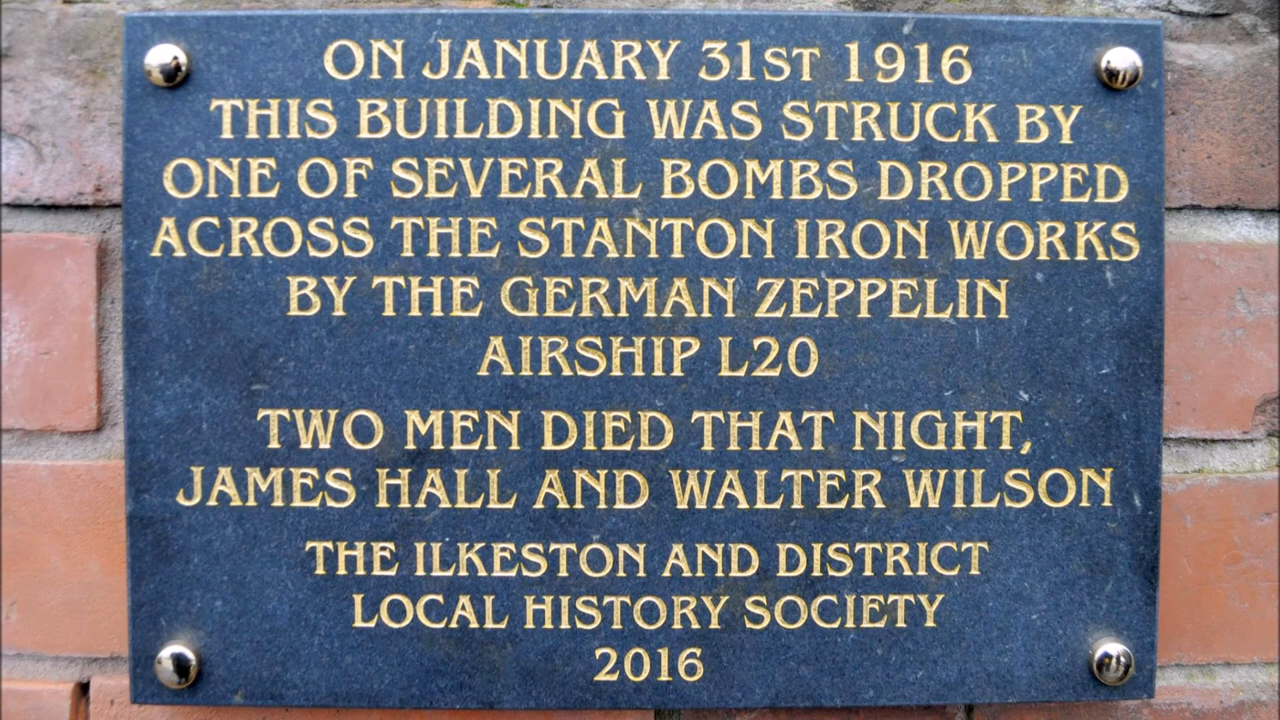 ON JANUARY 31ST 1916
THIS BUILDING WAS STRUCK BY
ONE OF SEVERAL BOMBS DROPPED
ACROSS THE STANTON IRON WORKS
BY THE GERMAN ZEPPELIN
AIRSHIP L20
TWO MEN DIED THAT NIGHT,
JAMES HALL AND WALTER WILSON
THE ILKESTON AND DISTRICT
LOCAL HISTORY SOCIETY
2016